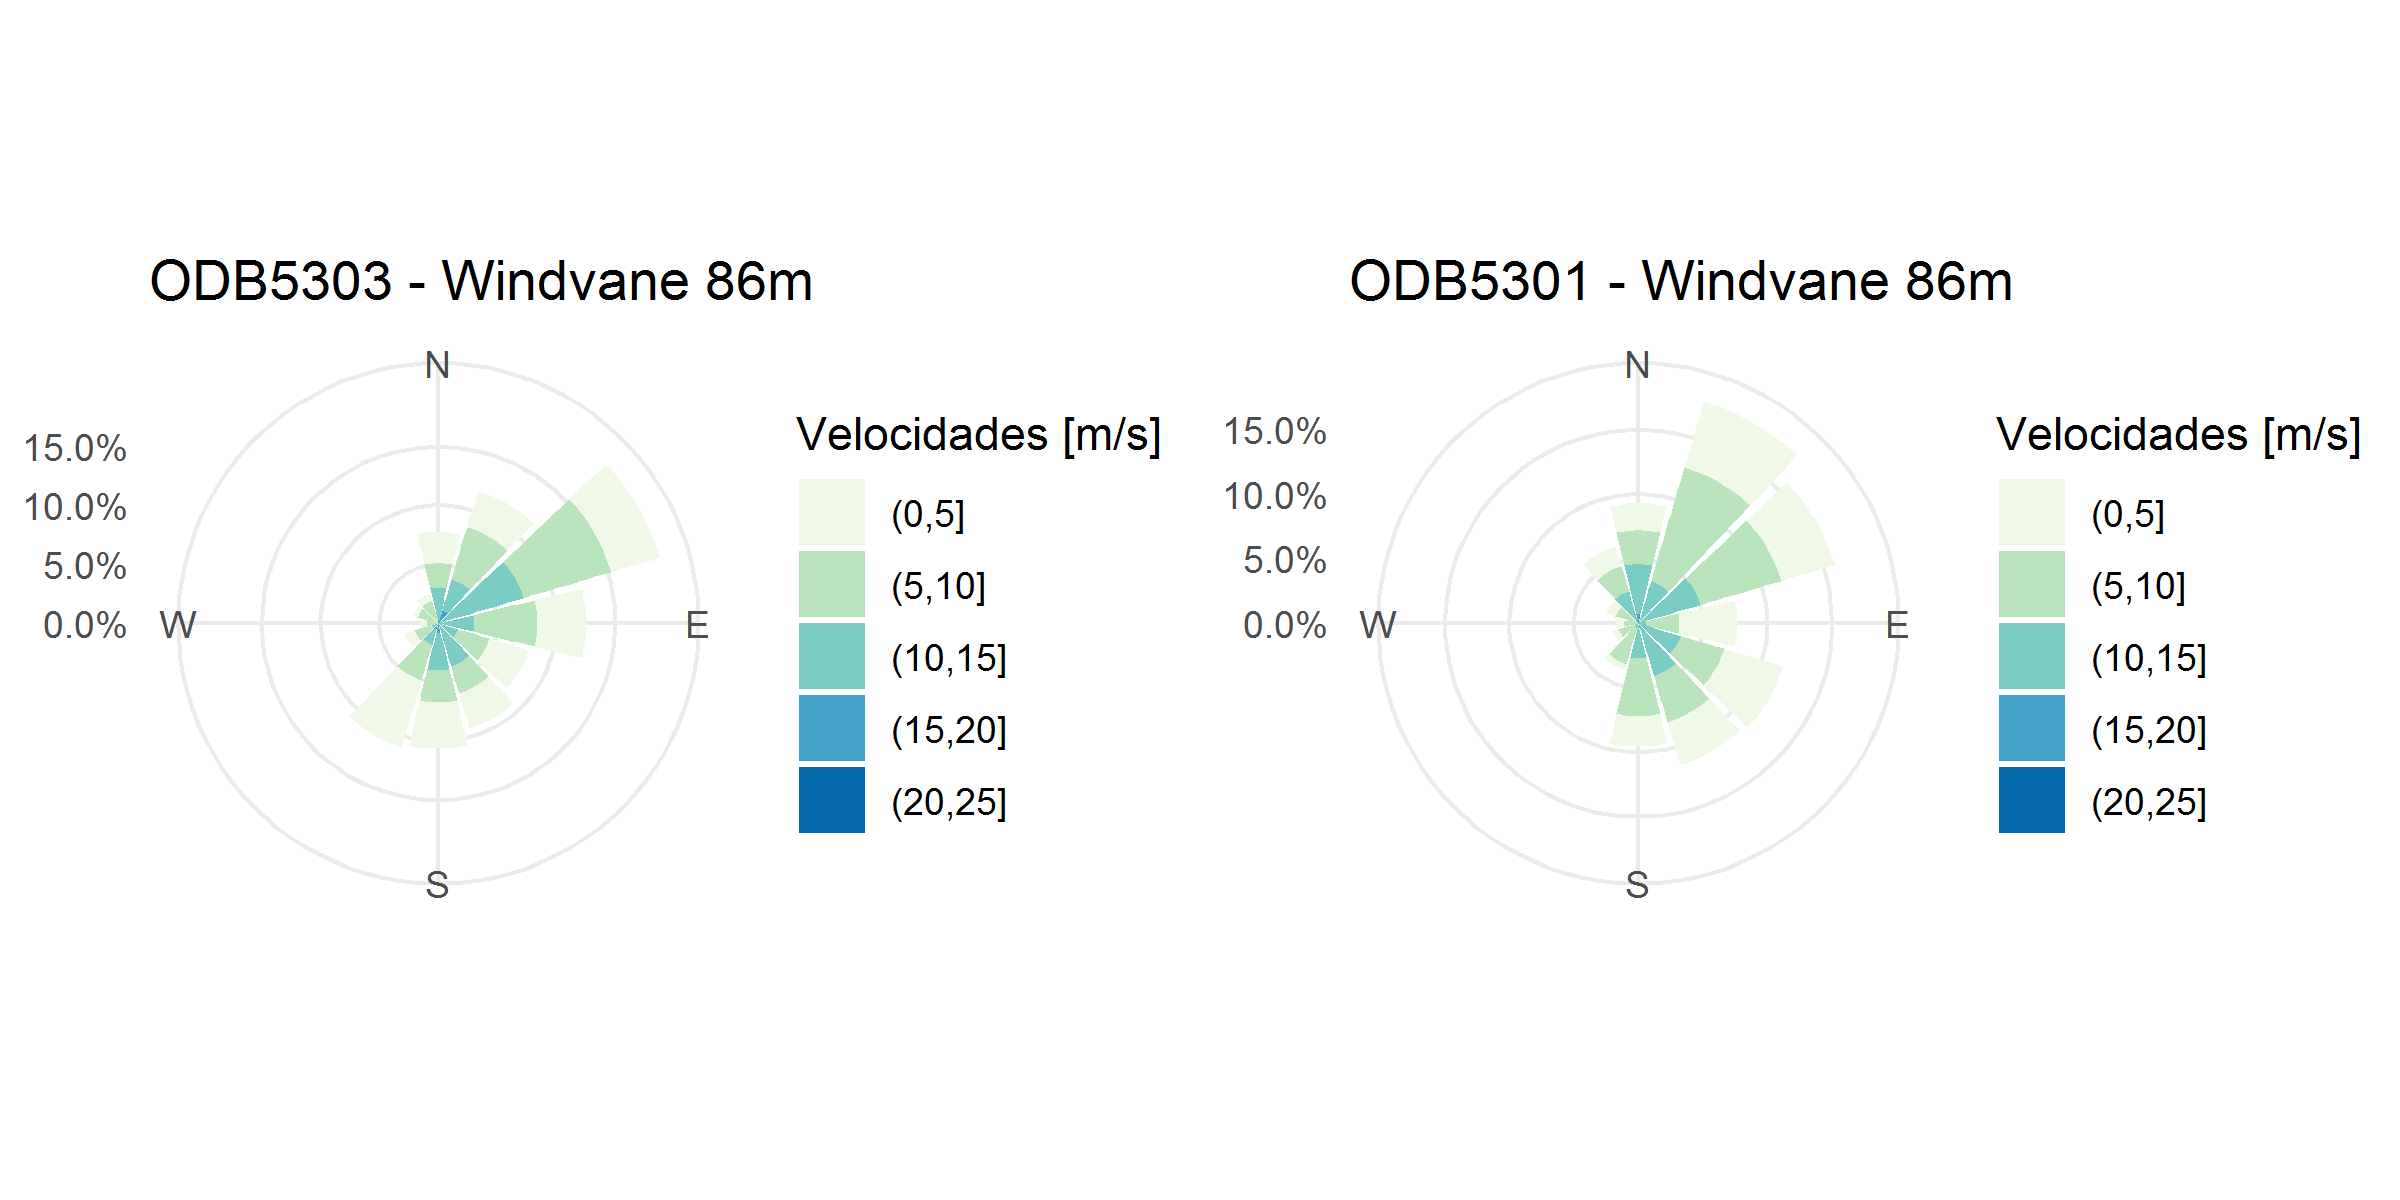 ODB5303 - Windvane 86m
N
15.0%
10.0%
5.0%
0.0%
W
E
S
Velocidades [m/s]
(0,5]
(5,10]
(10,15]
(15,20]
(20,25]
ODB5301 - Windvane 86m
N
15.0%
10.0%
5.0%
0.0%
W
E
S
Velocidades [m/s]
(0,5]
(5,10]
(10,15]
(15,20]
(20,25]